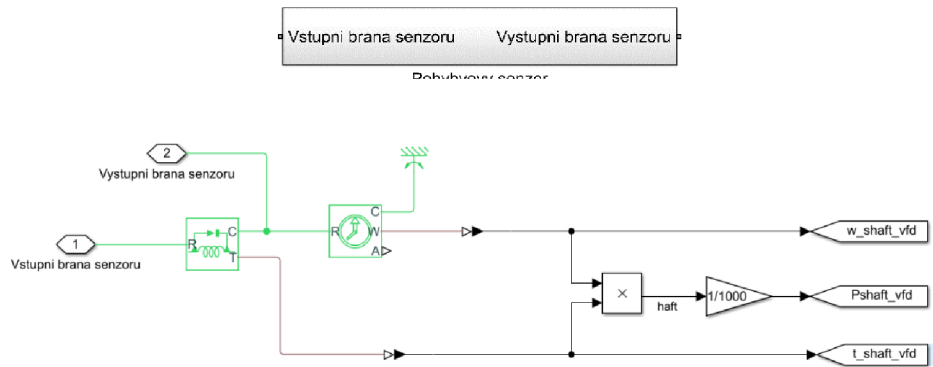 Vstupni brana senzoru Vystupni brana senzoru
2
Vystupni brana senzoru
C
R C
R W
w_shaft_vfd
1
T
A
Vstupni brana senzoru
×
1/1000
Pshaft_vfd
haft
t_shaft_vfd